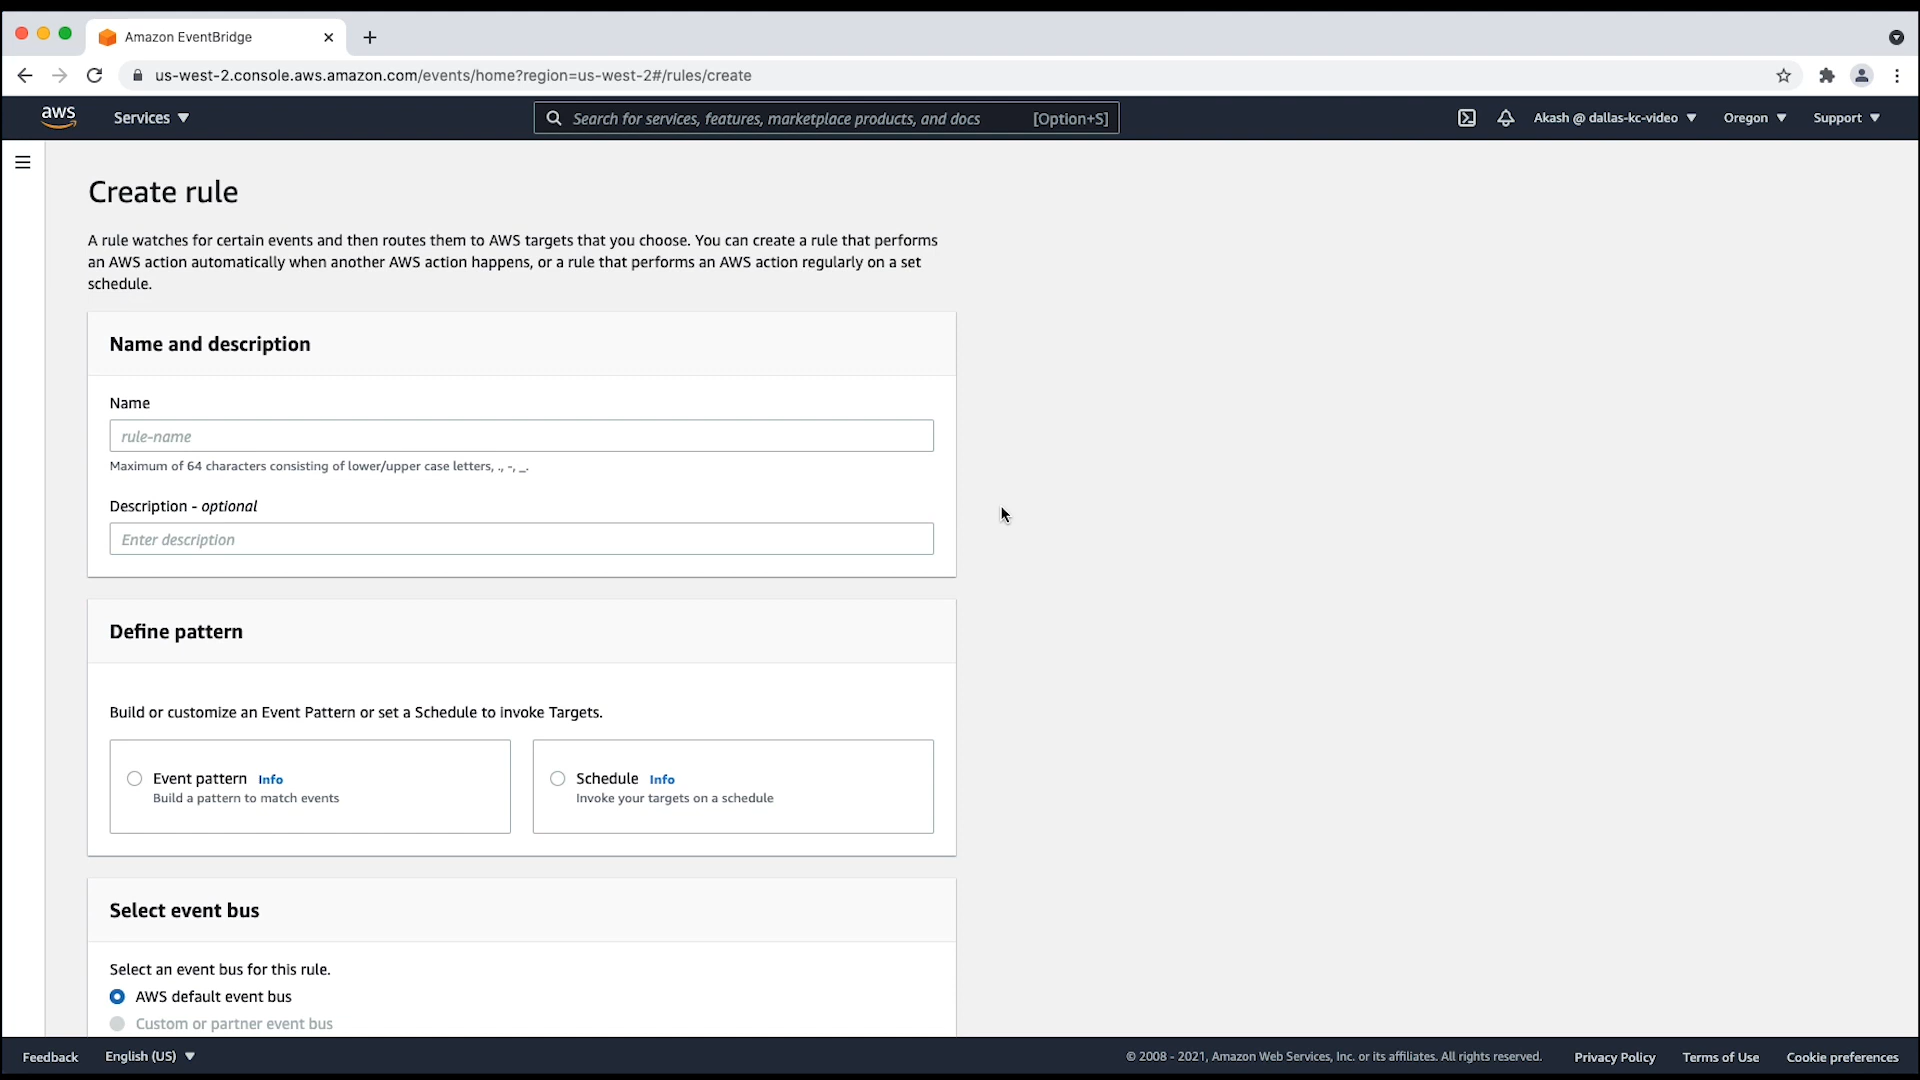 Amazon EventBridge
us-west-2.console.aws.amazon.com/events/home?region=us-west-2#/rules/create
aws
Services
Search for services, features, marketplace products, and docs
[Option+S]
Akash @ dallas-kc-video
Oregon
Support
Create rule
A rule watches for certain events and then routes them to AWS targets that you choose. You can create a rule that performs
an AWS action automatically when another AWS action happens, or a rule that performs an AWS action regularly on a set
schedule.
Name and description
Name
rule-name
Maximum of 64 characters consisting of lower/upper case letters, ., -, _.
Description - optional
Enter description
Define pattern
Build or customize an Event Pattern or set a Schedule to invoke Targets.
Event pattern Info
Build a pattern to match events
Schedule Info
Invoke your targets on a schedule
Select event bus
Select an event bus for this rule.
AWS default event bus
Custom or partner event bus
Feedback
English (US)
© 2008 - 2021, Amazon Web Services, Inc. or its affiliates. All rights reserved.
Privacy Policy
Terms of Use
Cookie preferences